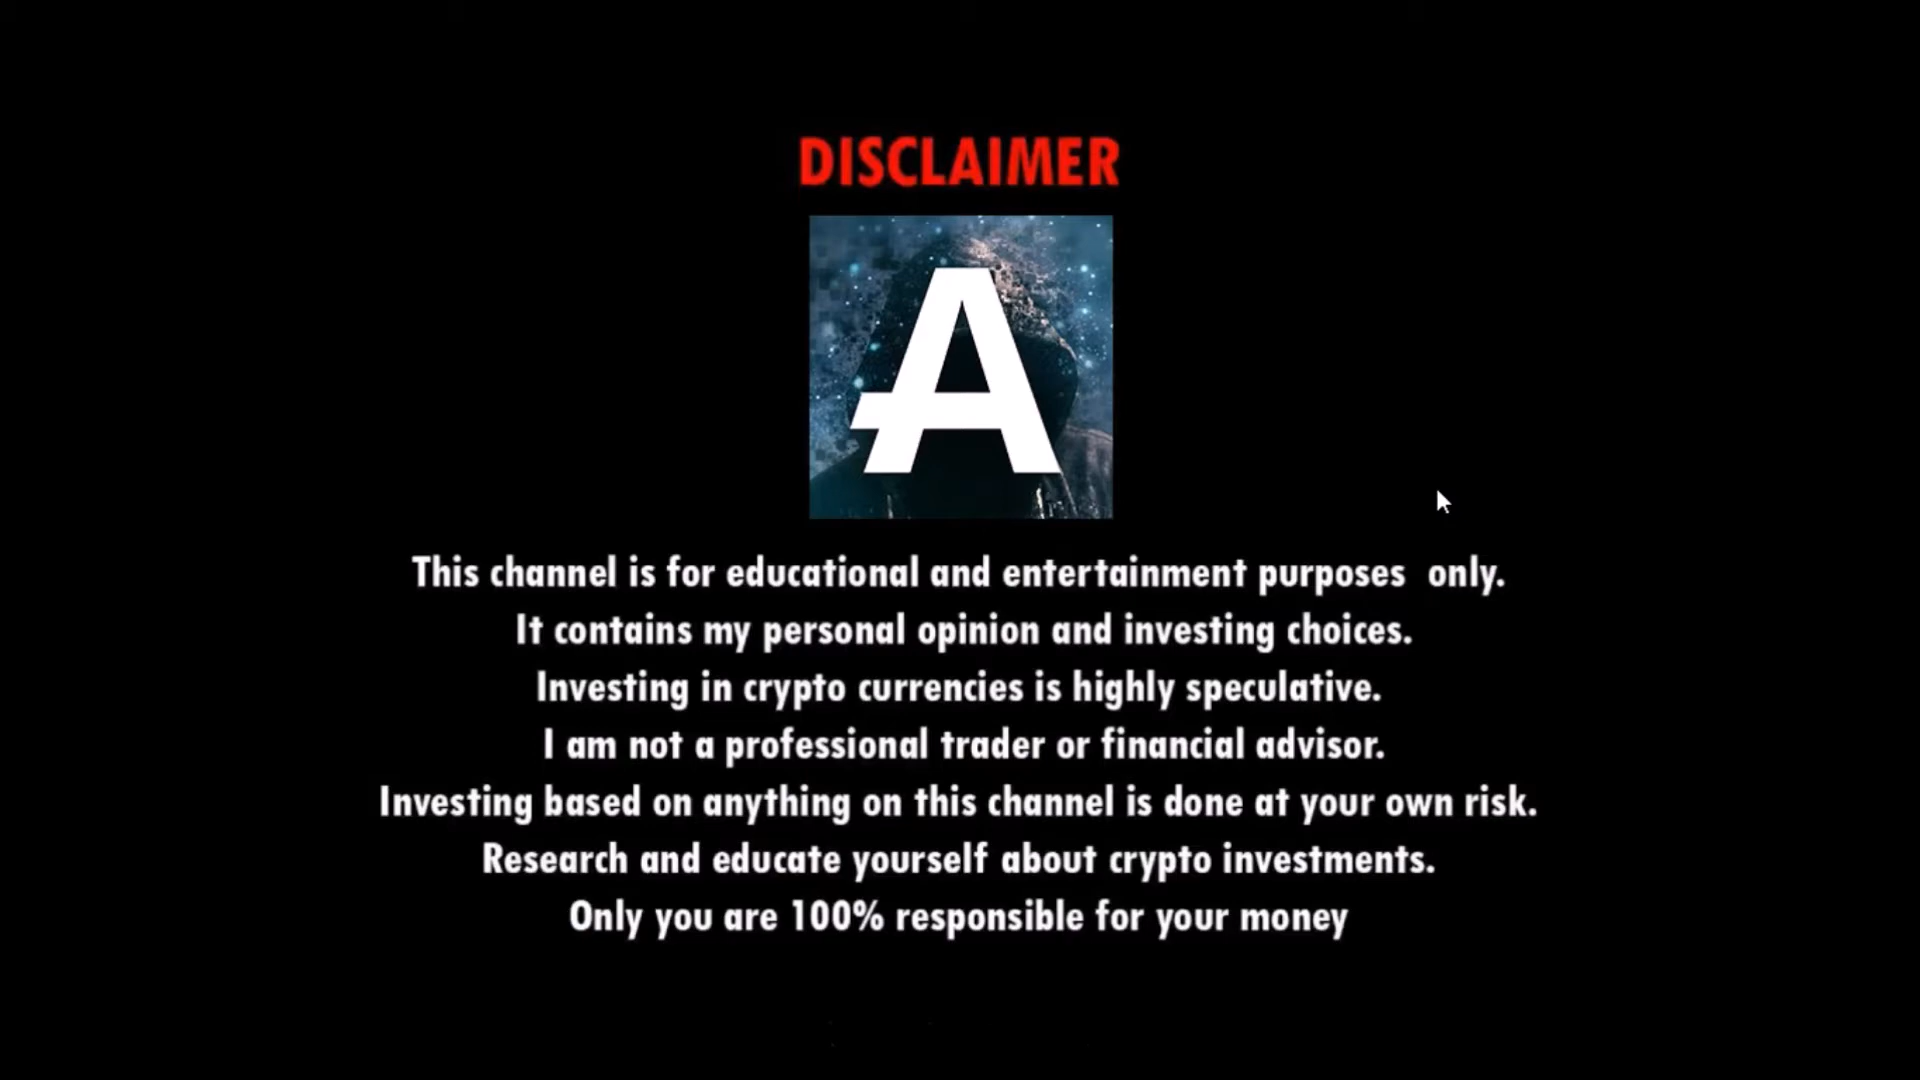 DISCLAIMER
A
This channel is for educational and entertainment purposes  only.
It contains my personal opinion and investing choices.
Investing in crypto currencies is highly speculative.
I am not a professional trader or financial advisor.
Investing based on anything on this channel is done at your own risk.
Research and educate yourself about crypto investments.
Only you are 100% responsible for your money